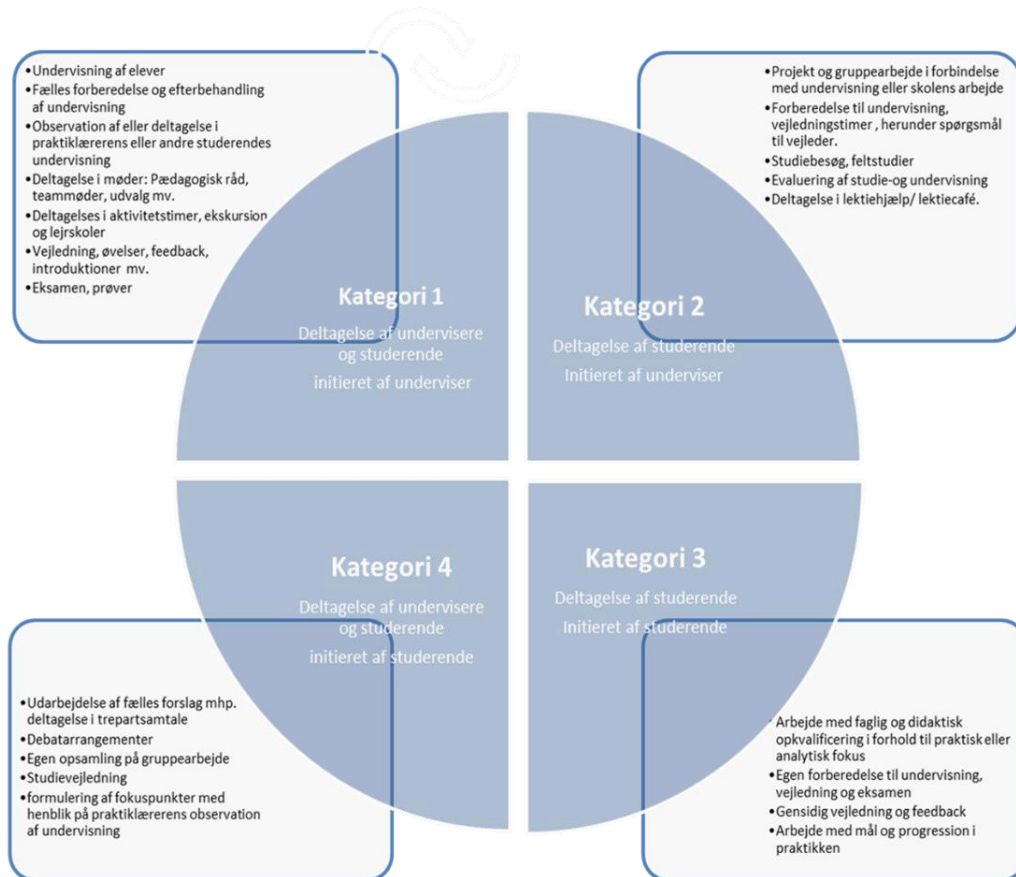 •Undervisning af elever
•Fælles forberedelse og efterbehandling
af undervisning
•Observation af eller deltagelse i
praktiklærerens eller andre studerendes
undervisning
•Deltagelse i møder: Pædagogisk råd,
teammøder, udvalg mv.
•Deltagelses i aktivitetstimer, ekskursion
og lejrskoler
•Vejledning, øvelser, feedback,
introduktioner mv.
•Eksamen, prøver
•Projekt og gruppearbejde i forbindelse
med undervisning eller skolens arbejde
•Forberedelse til undervisning,
vejledningstimer , herunder spørgsmål
til vejleder.
•Studiebesøg, feltstudier
•Evaluering af studie-og undervisning
•Deltagelse i lektiehjælp/ lektiecafé.
Kategori 1
Deltagelse af undervisere
og studerende
initieret af underviser
Kategori 2
Deltagelse af studerende
Initieret af underviser
Kategori 4
Deltagelse af undervisere
og studerende
initieret af studerende
Kategori 3
Deltagelse af studerende
Initieret af studerende
•Udarbejdelse af fælles forslag mhp.
deltagelse i trepartsamtale
•Debatarrangementer
•Egen opsamling på gruppearbejde
•Studievejledning
•formulering af fokuspunkter med
henblik på praktiklærerens observation
af undervisning
•Arbejde med faglig og didaktisk
opkvalificering i forhold til praktisk eller
analytisk fokus
•Egen forberedelse til undervisning,
vejledning og eksamen
•Gensidig vejledning og feedback
•Arbejde med mål og progression i
praktikken